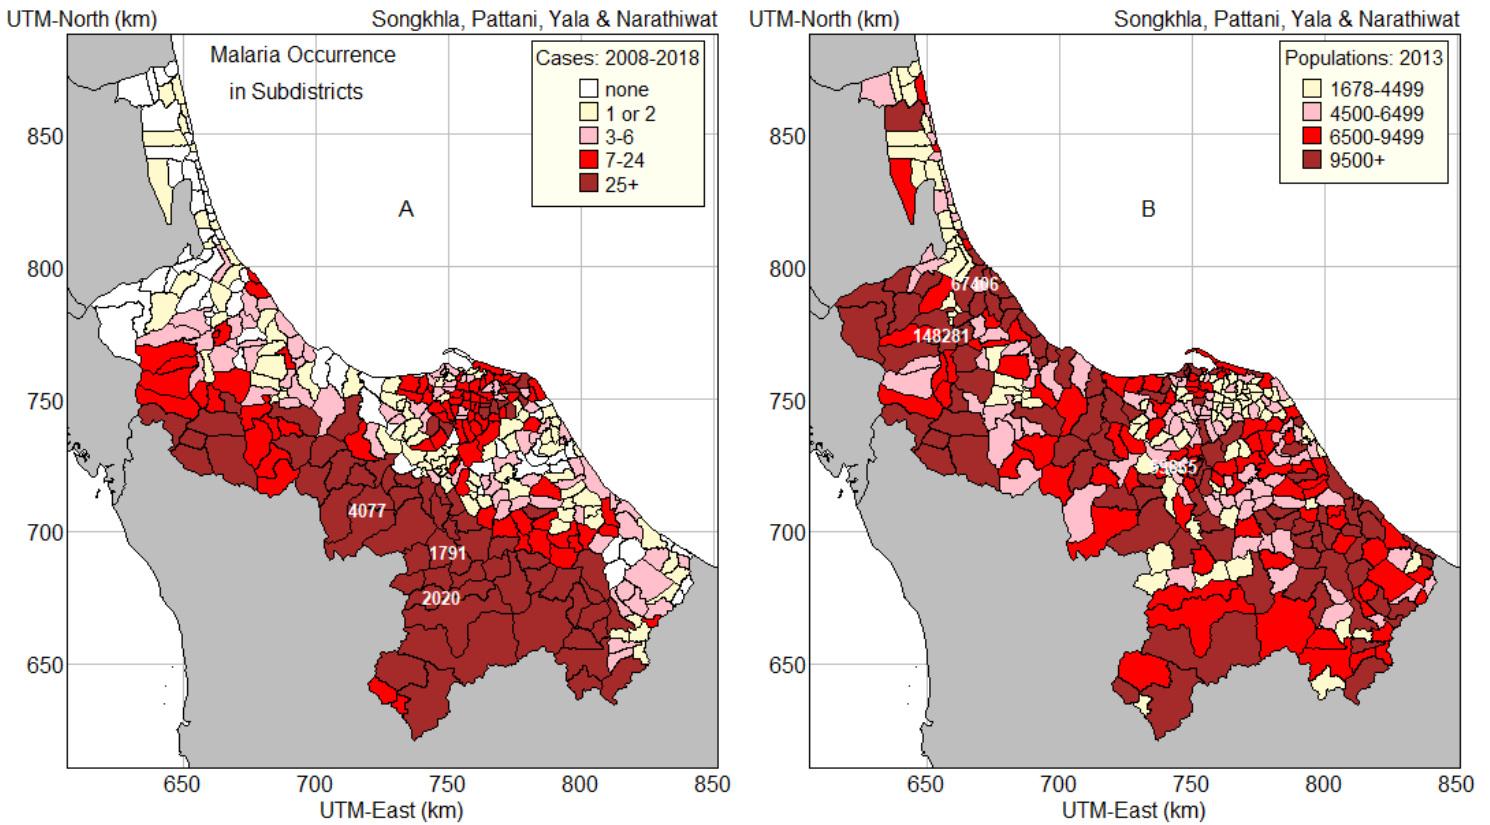 UTM-North (km)
Songkhla, Pattani, Yala & Narathiwat
Malaria Occurrence
in Subdistricts
Cases: 2008-2018
none
1 or 2
3-6
7-24
25+
A
850
800
750
700
650
4077
1791
2020
650
700
750
800
850
UTM-East (km)
UTM-North (km)
Songkhla, Pattani, Yala & Narathiwat
Populations: 2013
1678-4499
4500-6499
6500-9499
9500+
B
850
800
750
700
650
67406
148281
650
700
750
800
850
UTM-East (km)